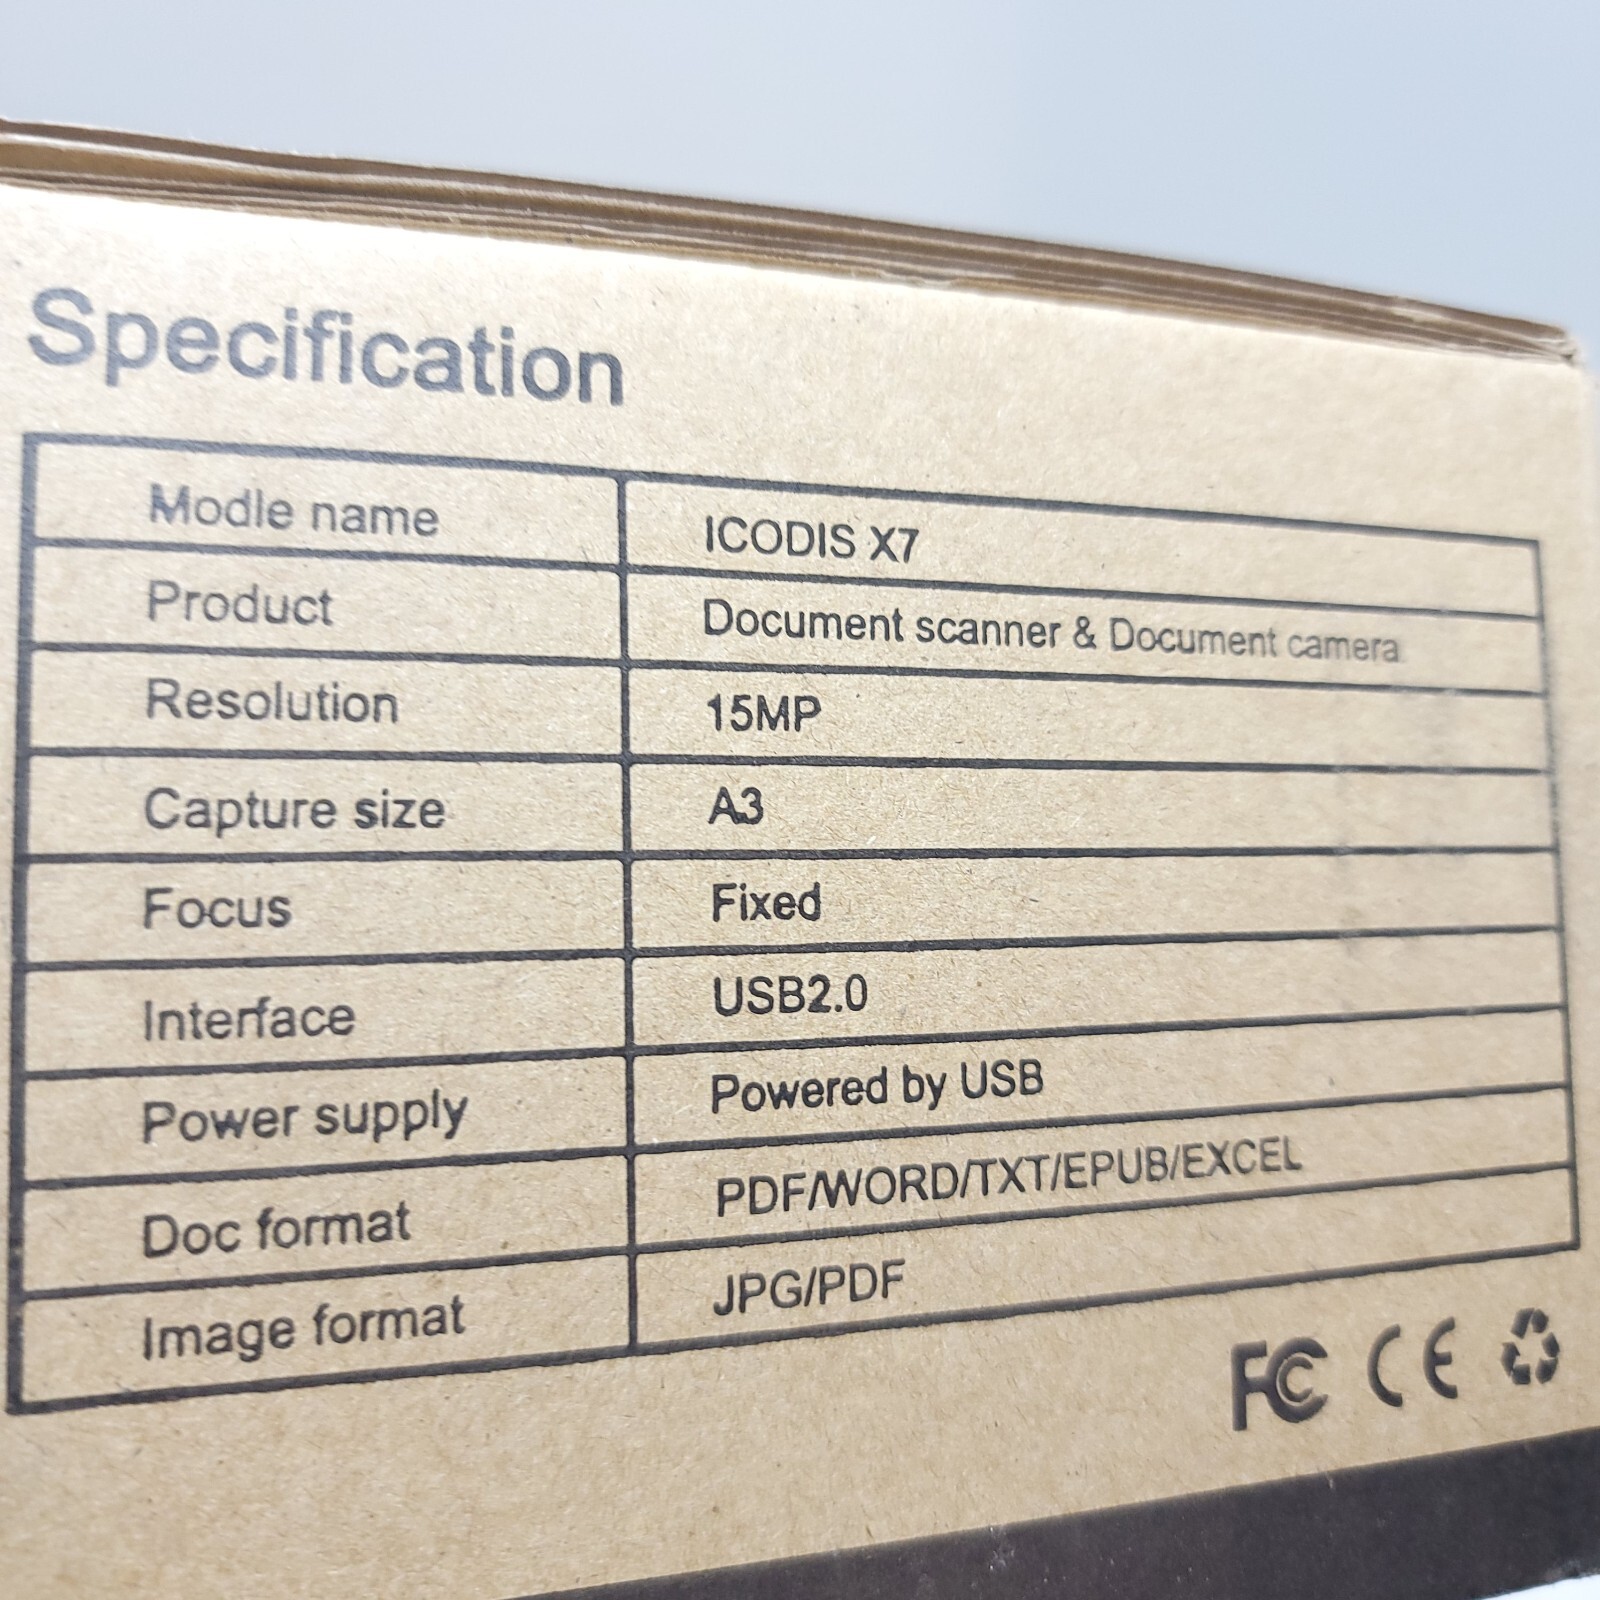 Specification
Modle name ICODIS X7
Product Document scanner & Document camera
Resolution 15MP
Capture size A3
Focus Fixed
Interface USB2.0
Power supply Powered by USB
Doc format PDF/WORD/TXT/EPUB/EXCEL
Image format JPG/PDF
FC CE